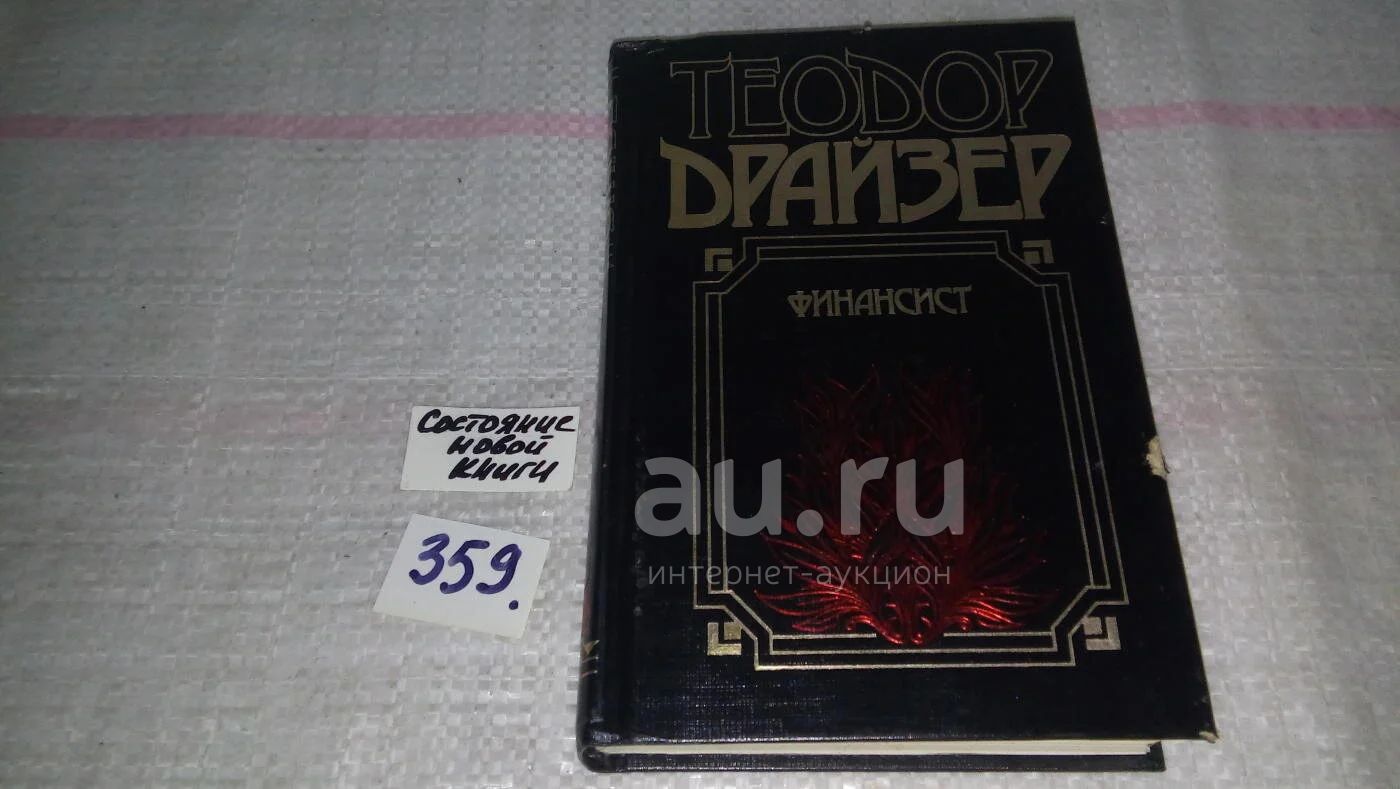 ТЕОДОР
ДРАЙЗЕР
ФИНАНСИСТ
Состояние
новой
книги
359.
au.ru
интернет-аукцион